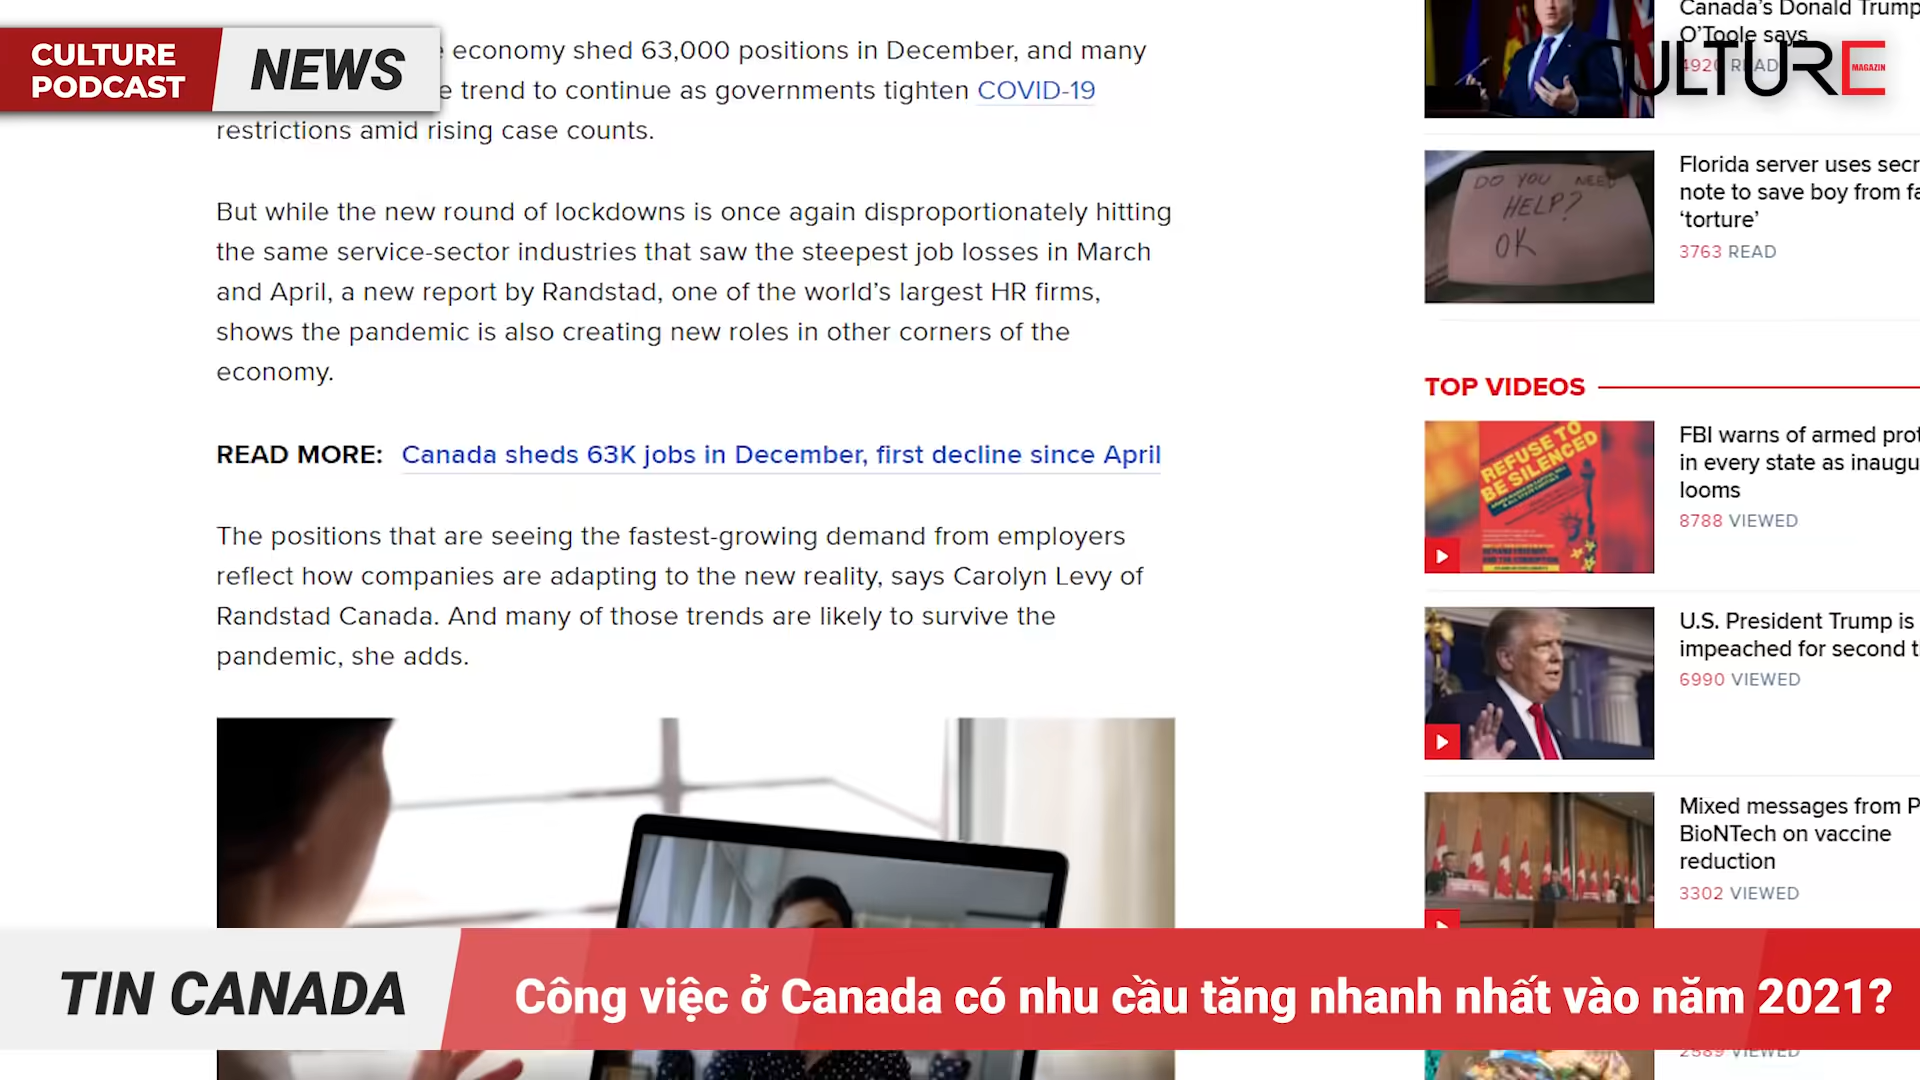 CULTURE
PODCAST
NEWS
economy shed 63,000 positions in December, and many
trend to continue as governments tighten COVID-19
restrictions amid rising case counts.
But while the new round of lockdowns is once again disproportionately hitting
the same service-sector industries that saw the steepest job losses in March
and April, a new report by Randstad, one of the world's largest HR firms,
shows the pandemic is also creating new roles in other corners of the
economy.
READ MORE: Canada sheds 63K jobs in December, first decline since April
The positions that are seeing the fastest-growing demand from employers
reflect how companies are adapting to the new reality, says Carolyn Levy of
Randstad Canada. And many of those trends are likely to survive the
pandemic, she adds.
Canada's Donald Trump
O'Toole says
4920 READ
CULTURE
MAGAZIN
DO YOU NEED
HELP?
OK
Florida server uses secr
note to save boy from fa
'torture'
3763 READ
TOP VIDEOS
REFUSE TO
BE SILENCED
FBI warns of armed prot
in every state as inaugu
looms
8788 VIEWED
U.S. President Trump is
impeached for second t
6990 VIEWED
Mixed messages from P
BioNTech on vaccine
reduction
3302 VIEWED
2589 VIEWED
TIN CANADA
Công việc ở Canada có nhu cầu tăng nhanh nhất vào năm 2021?